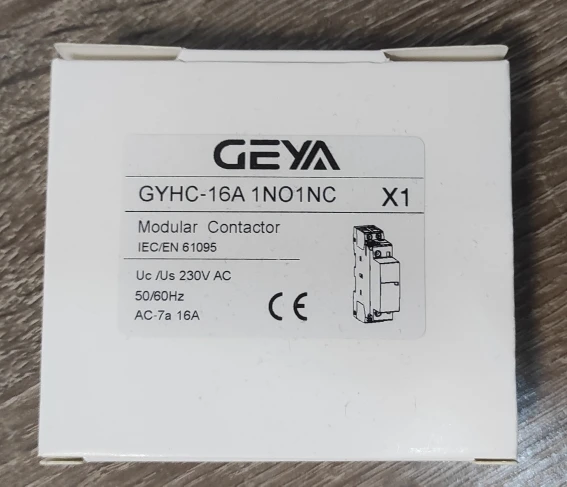 GEYA
GYHC-16A 1NO1NC X1
Modular Contactor
IEC/EN 61095
Uc /Us 230V AC
50/60Hz
AC-7a 16A
CE